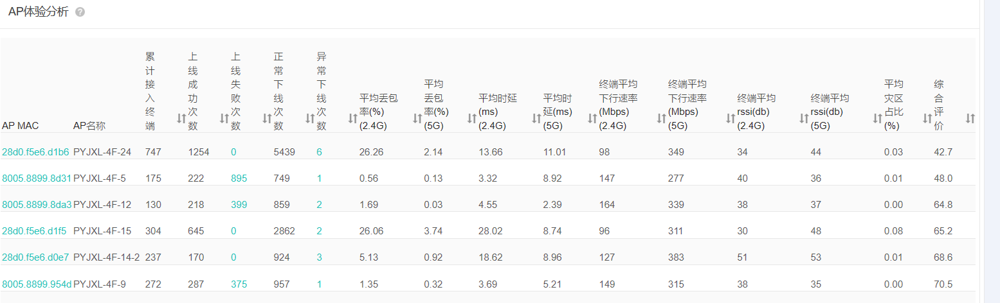 AP体验分析
AP MAC AP名称 累计接入终端 上线成功次数 上线失败次数 正常下线次数 异常下线次数 平均丢包率(%)(2.4G) 平均丢包率(%)(5G) 平均时延(ms)(2.4G) 平均时延(ms)(5G) 终端平均下行速率(Mbps)(2.4G) 终端平均下行速率(Mbps)(5G) 终端平均rssi(db)(2.4G) 终端平均rssi(db)(5G) 平均灾区占比(%) 综合评价
28d0.f5e6.d1b6 PYJXL-4F-24 747 1254 0 5439 6 26.26 2.14 13.66 11.01 98 349 34 44 0.03 42.7
8005.8899.8d31 PYJXL-4F-5 175 222 895 749 1 0.56 0.13 3.32 8.92 147 277 40 36 0.01 48.0
8005.8899.8da3 PYJXL-4F-12 130 218 399 859 2 1.69 0.03 4.55 2.39 164 339 38 37 0.00 64.8
28d0.f5e6.d1f5 PYJXL-4F-15 304 645 0 2862 2 26.06 3.74 28.02 8.74 96 311 30 48 0.08 65.2
28d0.f5e6.d0e7 PYJXL-4F-14-2 237 170 0 924 3 5.13 0.92 18.62 8.96 127 383 51 53 0.01 68.6
8005.8899.954d PYJXL-4F-9 272 287 375 957 1 1.35 0.32 3.69 5.21 149 315 38 35 0.00 70.5